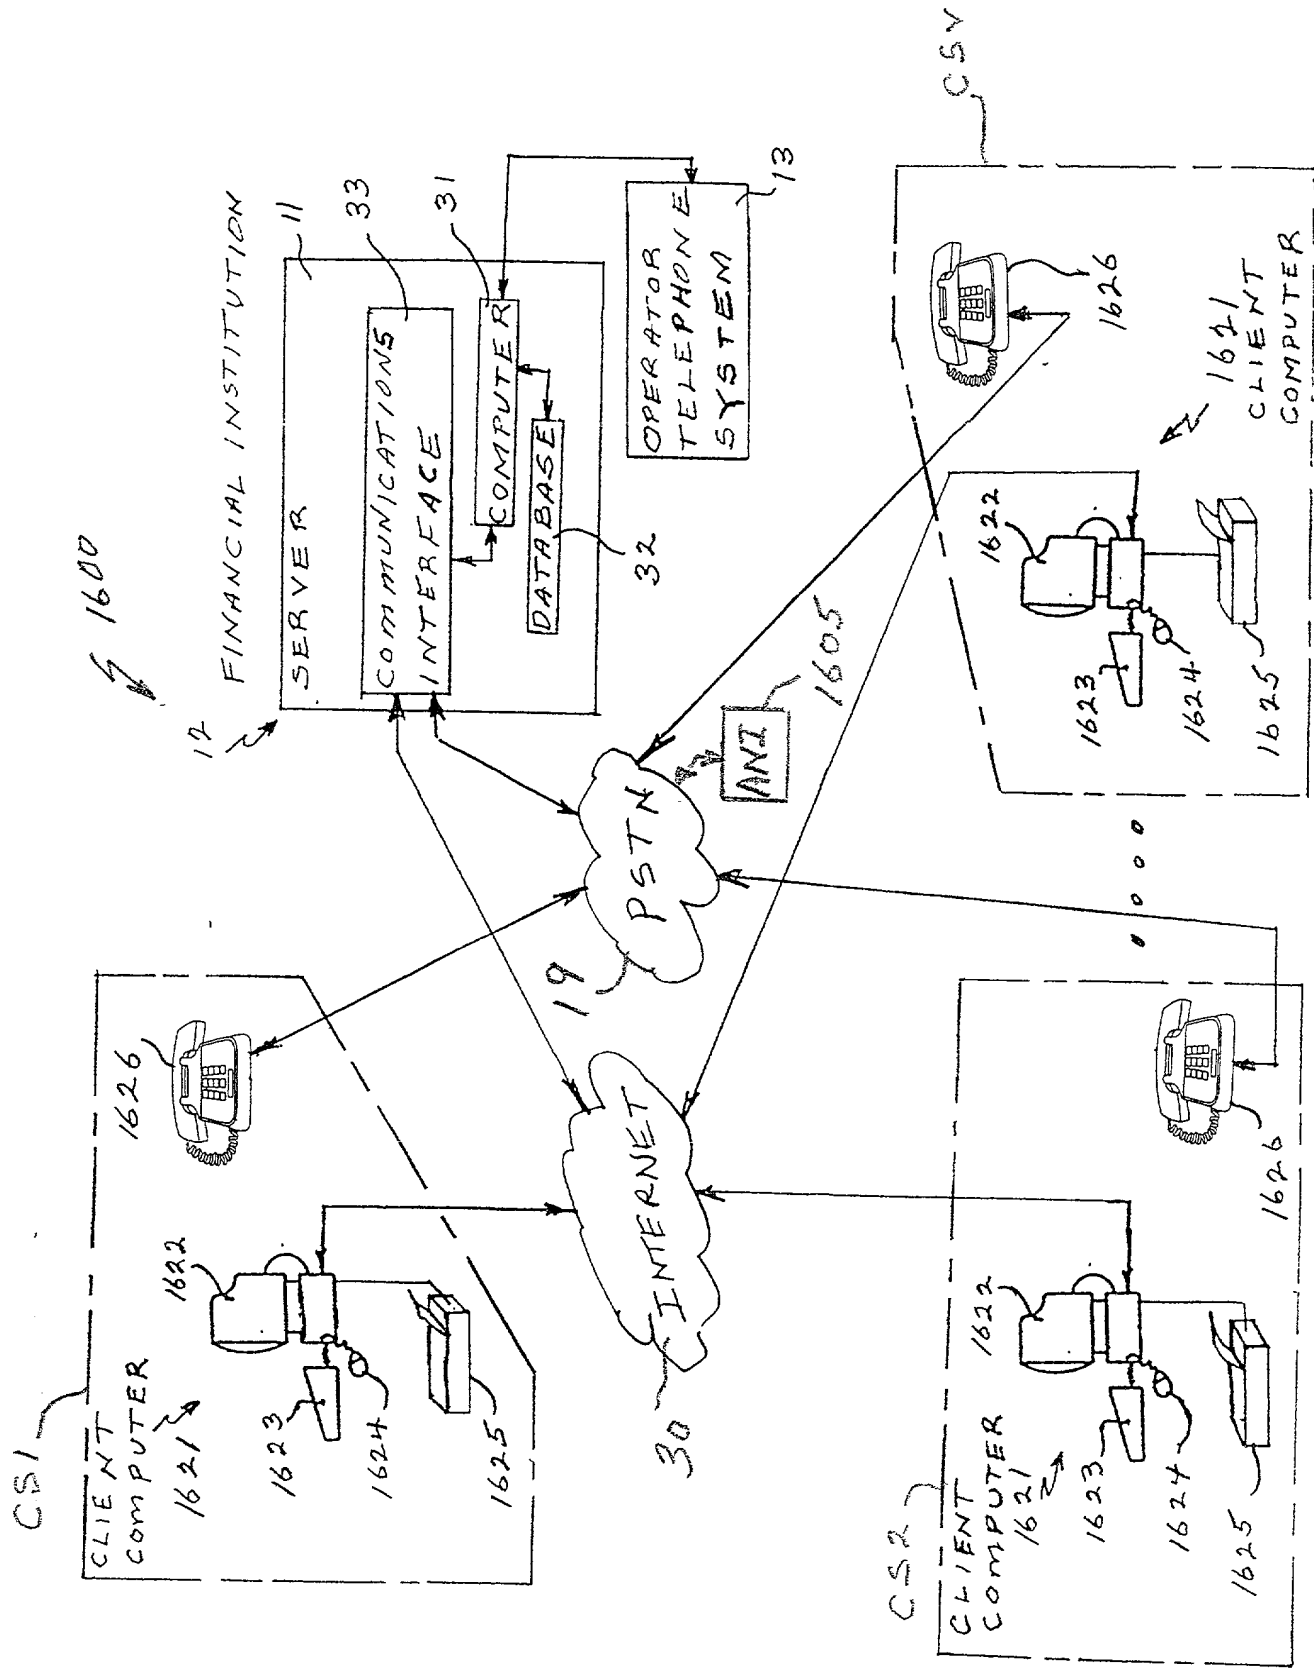 1600
FINANCIAL INSTITUTION
12
SERVER
11
COMMUNICATIONS
INTERFACE
33
COMPUTER
31
DATABASE
32
OPERATOR
TELEPHONE
SYSTEM
13
CS1
CLIENT
COMPUTER
1621
1622
1623
1624
1625
1626
19
PSTN
ANI
1605
30
INTERNET
CS2
CLIENT
COMPUTER
1621
1622
1623
1624
1625
1626
CSV
1626
1621
CLIENT
COMPUTER
1622
1623
1624
1625